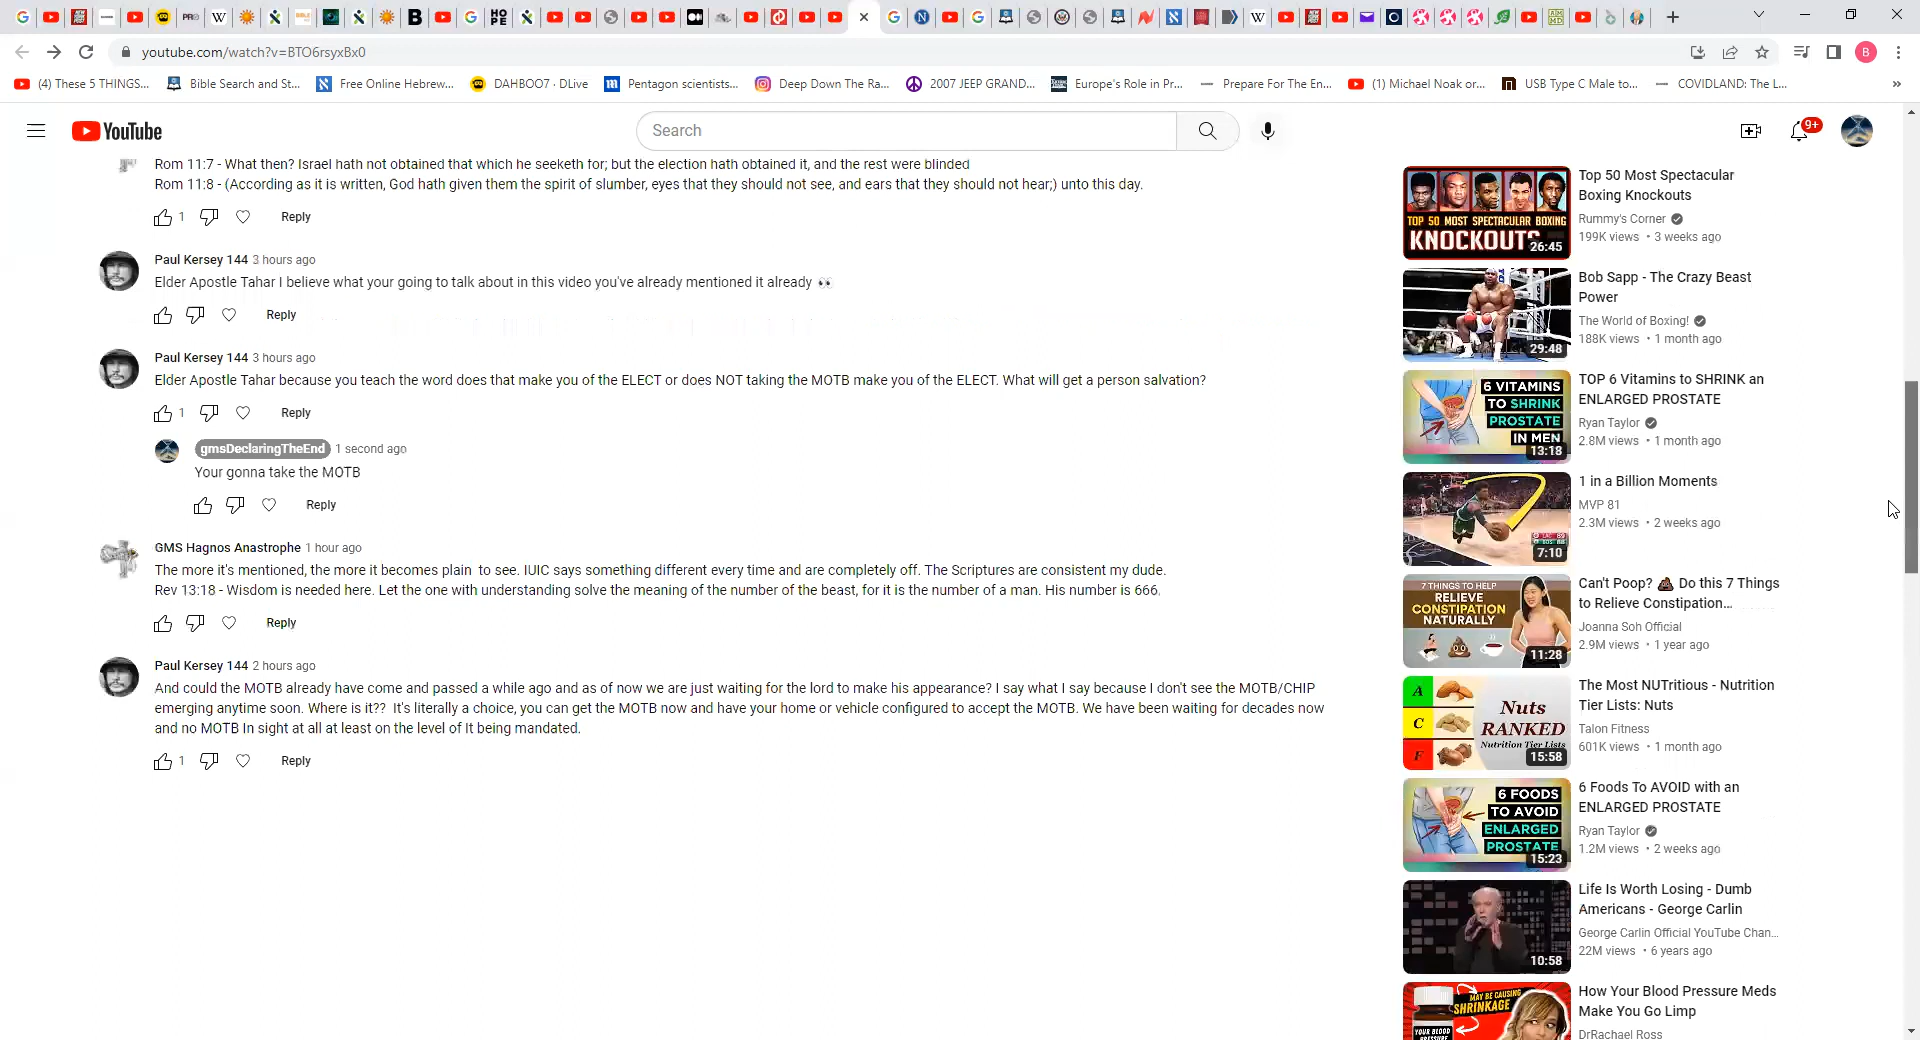 youtube.com/watch?v=BTO6rsyxBx0
B
(4) These 5 THINGS...
Bible Search and St...
Free Online Hebrew...
DAHBOO7 · DLive
Pentagon scientists...
Deep Down The Ra...
2007 JEEP GRAND...
Europe's Role in Pr...
Prepare For The En...
(1) Michael Noak or...
USB Type C Male to...
COVIDLAND: The L...
YouTube
Search
9+
Rom 11:7 - What then? Israel hath not obtained that which he seeketh for; but the election hath obtained it, and the rest were blinded
Rom 11:8 - (According as it is written, God hath given them the spirit of slumber, eyes that they should not see, and ears that they should not hear;) unto this day.
1 Reply
Paul Kersey 144 3 hours ago
Elder Apostle Tahar I believe what your going to talk about in this video you've already mentioned it already 👀
Reply
Paul Kersey 144 3 hours ago
Elder Apostle Tahar because you teach the word does that make you of the ELECT or does NOT taking the MOTB make you of the ELECT. What will get a person salvation?
1 Reply
gmsDeclaringTheEnd 1 second ago
Your gonna take the MOTB
Reply
GMS Hagnos Anastrophe 1 hour ago
The more it's mentioned, the more it becomes plain to see. IUIC says something different every time and are completely off. The Scriptures are consistent my dude.
Rev 13:18 - Wisdom is needed here. Let the one with understanding solve the meaning of the number of the beast, for it is the number of a man. His number is 666.
Reply
Paul Kersey 144 2 hours ago
And could the MOTB already have come and passed a while ago and as of now we are just waiting for the lord to make his appearance? I say what I say because I don't see the MOTB/CHIP
emerging anytime soon. Where is it?? It's literally a choice, you can get the MOTB now and have your home or vehicle configured to accept the MOTB. We have been waiting for decades now
and no MOTB In sight at all at least on the level of It being mandated.
1 Reply
TOP 50 MOST SPECTACULAR BOXING
KNOCKOUTS
26:45
Top 50 Most Spectacular
Boxing Knockouts
Rummy's Corner
199K views • 3 weeks ago
29:48
Bob Sapp - The Crazy Beast
Power
The World of Boxing!
188K views • 1 month ago
6 VITAMINS
TO SHRINK
PROSTATE
IN MEN
13:18
TOP 6 Vitamins to SHRINK an
ENLARGED PROSTATE
Ryan Taylor
2.8M views • 1 month ago
7:10
1 in a Billion Moments
MVP 81
2.3M views • 2 weeks ago
7 THINGS TO HELP
RELIEVE
CONSTIPATION
NATURALLY
11:28
Can't Poop? 💩 Do this 7 Things
to Relieve Constipation...
Joanna Soh Official
2.9M views • 1 year ago
A
C
F
Nuts
RANKED
Nutrition Tier Lists
15:58
The Most NUTritious - Nutrition
Tier Lists: Nuts
Talon Fitness
601K views • 1 month ago
6 FOODS
TO AVOID
ENLARGED
PROSTATE
15:23
6 Foods To AVOID with an
ENLARGED PROSTATE
Ryan Taylor
1.2M views • 2 weeks ago
10:58
Life Is Worth Losing - Dumb
Americans - George Carlin
George Carlin Official YouTube Chan...
22M views • 6 years ago
MAY BE CAUSING
SHRINKAGE
YOUR BLOOD
PRESSURE
How Your Blood Pressure Meds
Make You Go Limp
DrRachael Ross